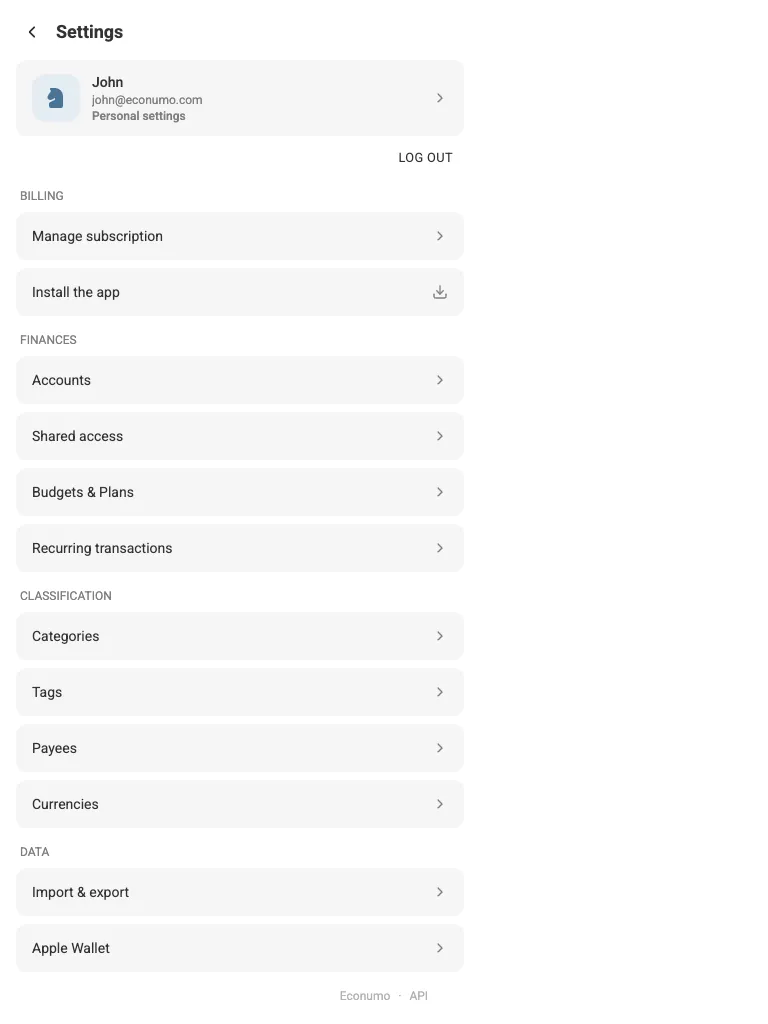 Settings
John
john@econumo.com
Personal settings
LOG OUT
BILLING
Manage subscription
Install the app
FINANCES
Accounts
Shared access
Budgets & Plans
Recurring transactions
CLASSIFICATION
Categories
Tags
Payees
Currencies
DATA
Import & export
Apple Wallet
Econumo · API